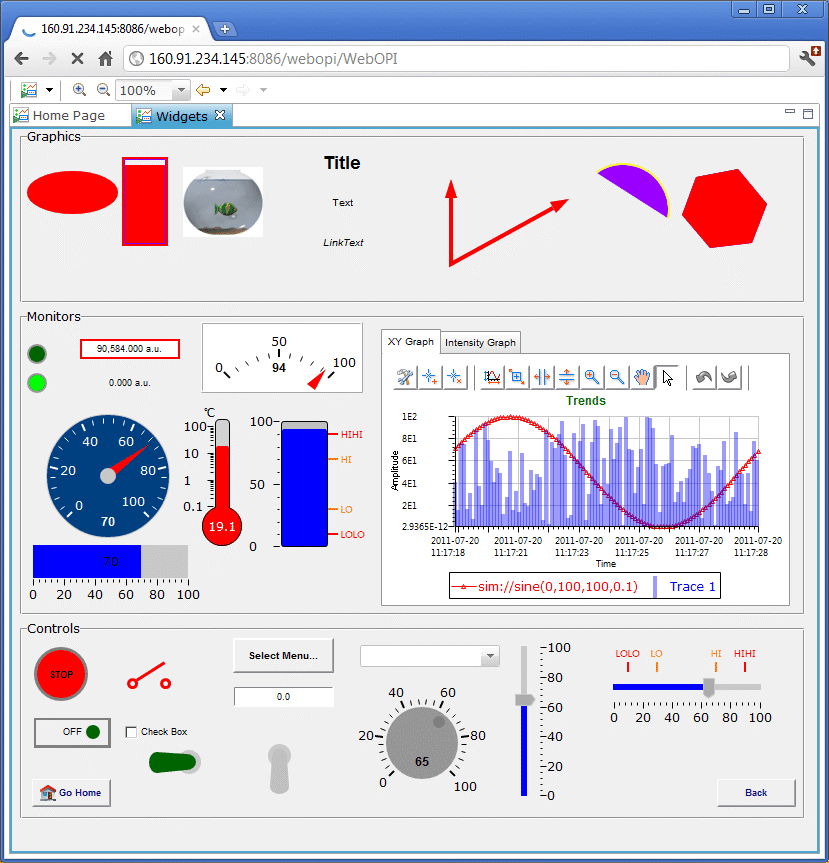 160.91.234.145:8086/webop
160.91.234.145:8086/webopi/WebOPI
100%
Home Page
Widgets
Graphics
Title
Text
LinkText
Monitors
90,584.000 a.u.
0.000 a.u.
0
50
100
94
0
20
40
60
80
100
70
℃
100
10
1
0.1
19.1
100
50
0
HIHI
HI
LO
LOLO
70
0 20 40 60 80 100
XY Graph
Intensity Graph
Trends
Amplitude
1E2
8E1
6E1
4E1
2E1
2.9365E-12
2011-07-20 2011-07-20 2011-07-20 2011-07-20 2011-07-20 2011-07-20
11:17:18 11:17:21 11:17:23 11:17:25 11:17:27 11:17:28
Time
sim://sine(0,100,100,0.1) Trace 1
Controls
STOP
OFF
Check Box
Go Home
Select Menu...
0.0
0
20
40
60
80
100
65
100
80
60
40
20
0
LOLO LO HI HIHI
0 20 40 60 80 100
Back